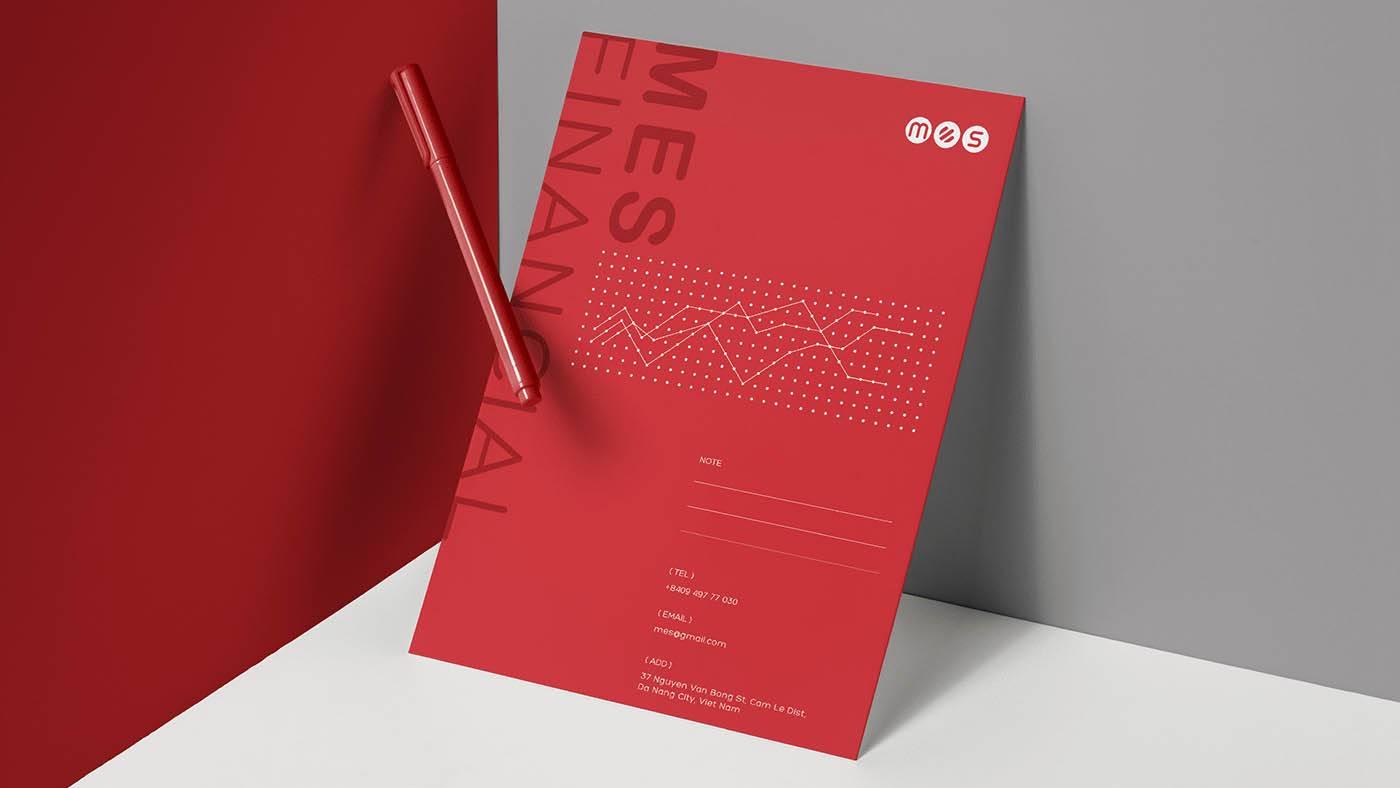 MES
FINANCIAL
mes
NOTE
( TEL )
+8409 497 77 030
( EMAIL )
mes@gmail.com
( ADD )
37 Nguyen Van Bong St, Cam Le Dist,
Da Nang City, Viet Nam